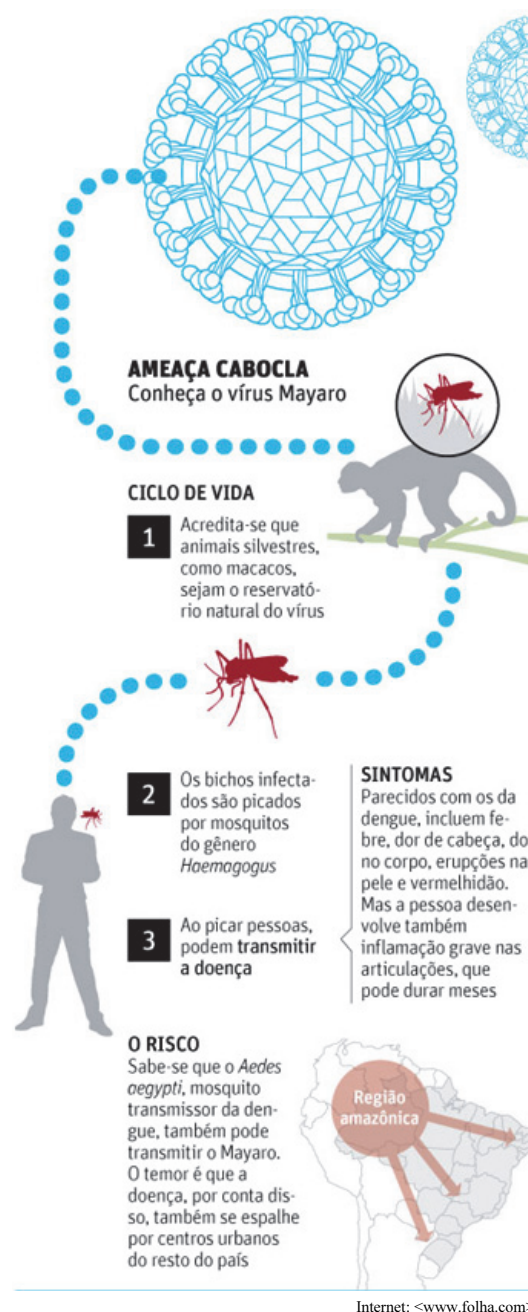 AMEAÇA CABOCLA
Conheça o vírus Mayaro
CICLO DE VIDA
1
Acredita-se que
animais silvestres,
como macacos,
sejam o reservató-
rio natural do vírus
2
Os bichos infecta-
dos são picados
por mosquitos
do gênero
Haemagogus
3
Ao picar pessoas,
podem transmitir
a doença
SINTOMAS
Parecidos com os da
dengue, incluem fe-
bre, dor de cabeça, do
no corpo, erupções na
pele e vermelhidão.
Mas a pessoa desen-
volve também
inflamação grave nas
articulações, que
pode durar meses
O RISCO
Sabe-se que o Aedes
aegypti, mosquito
transmissor da den-
gue, também pode
transmitir o Mayaro.
O temor é que a
doença, por conta dis-
so, também se espalhe
por centros urbanos
do resto do país
Região
amazônica
Internet: <www.folha.com